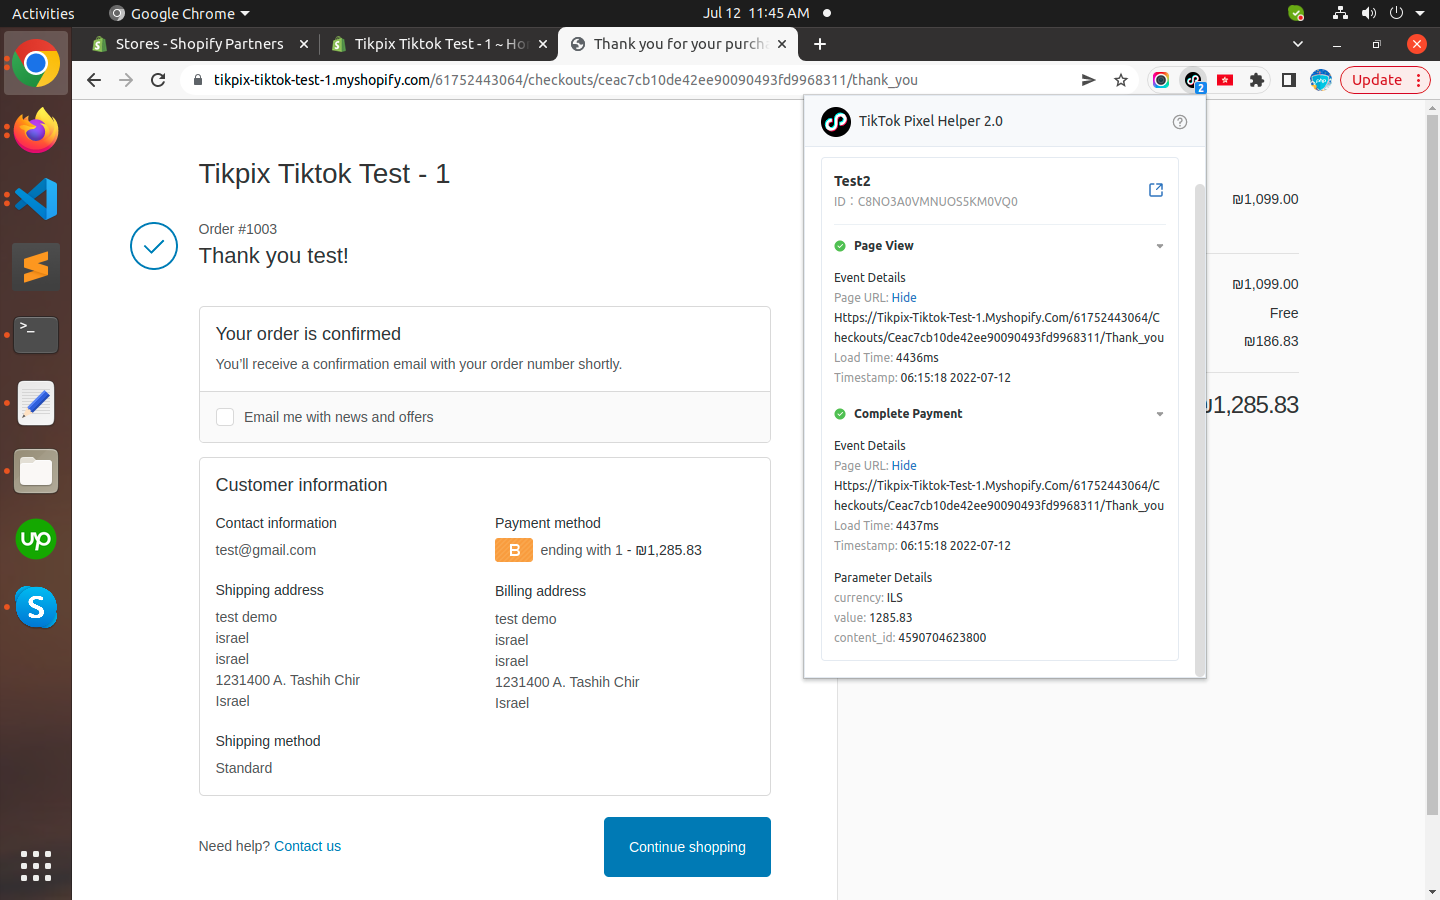 Activities
Google Chrome
Jul 12 11:45 AM
Stores - Shopify Partners
Tikpix Tiktok Test - 1 ~ Ho
Thank you for your purch
tikpix-tiktok-test-1.myshopify.com/61752443064/checkouts/ceac7cb10de42ee90090493fd9968311/thank_you
2
Update
Tikpix Tiktok Test - 1
Order #1003
Thank you test!
Your order is confirmed
You’ll receive a confirmation email with your order number shortly.
Email me with news and offers
Customer information
Contact information
test@gmail.com
Payment method
B ending with 1 - ₪1,285.83
Shipping address
test demo
israel
israel
1231400 A. Tashih Chir
Israel
Billing address
test demo
israel
israel
1231400 A. Tashih Chir
Israel
Shipping method
Standard
Need help? Contact us
Continue shopping
TikTok Pixel Helper 2.0
Test2
ID : C8NO3A0VMNUOS5KM0VQ0
Page View
Event Details
Page URL: Hide
Https://Tikpix-Tiktok-Test-1.Myshopify.Com/61752443064/C
heckouts/Ceac7cb10de42ee90090493fd9968311/Thank_you
Load Time: 4436ms
Timestamp: 06:15:18 2022-07-12
Complete Payment
Event Details
Page URL: Hide
Https://Tikpix-Tiktok-Test-1.Myshopify.Com/61752443064/C
heckouts/Ceac7cb10de42ee90090493fd9968311/Thank_you
Load Time: 4437ms
Timestamp: 06:15:18 2022-07-12
Parameter Details
currency: ILS
value: 1285.83
content_id: 4590704623800
₪1,099.00
₪1,099.00
Free
₪186.83
₪1,285.83
>_
up
S